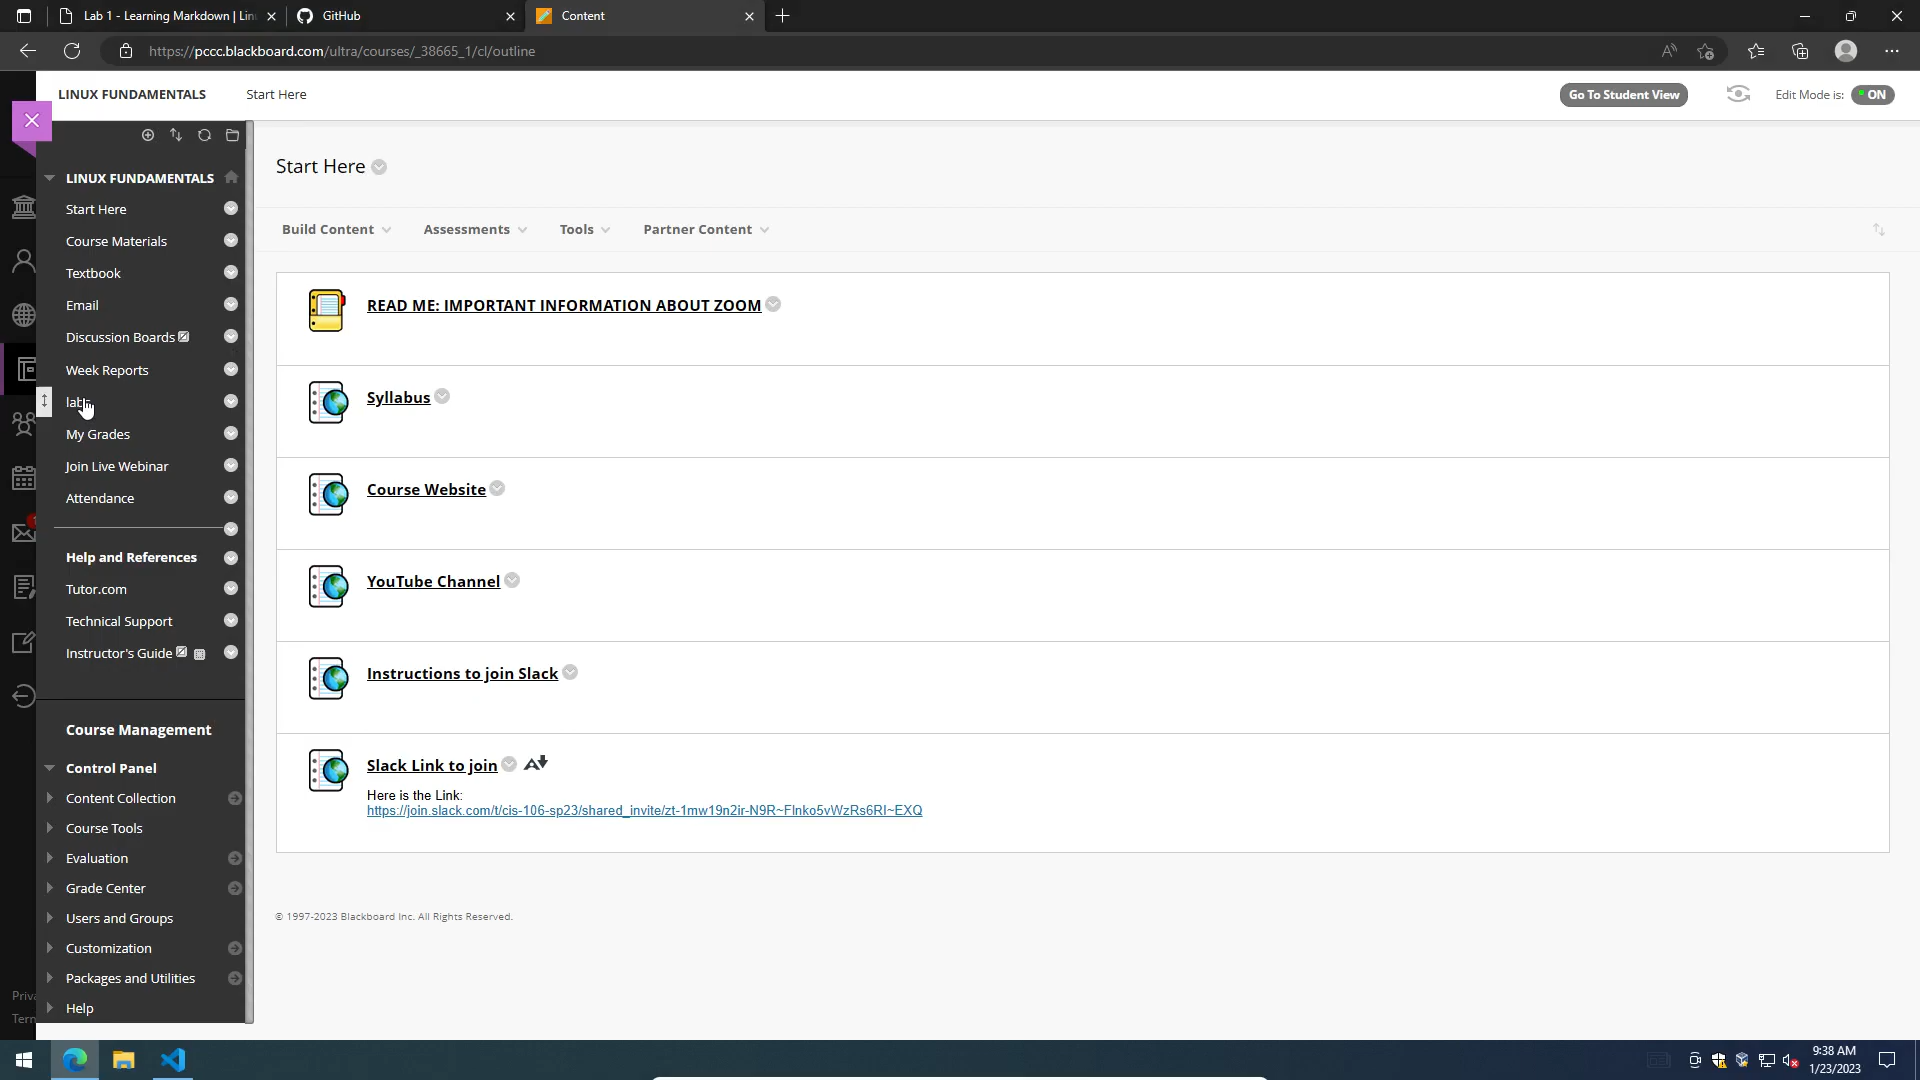 Lab 1 - Learning Markdown | Lin
GitHub
Content
https://pccc.blackboard.com/ultra/courses/_38665_1/cl/outline
LINUX FUNDAMENTALS
Start Here
Go To Student View
Edit Mode is:
ON
LINUX FUNDAMENTALS
Start Here
Course Materials
Textbook
Email
Discussion Boards
Week Reports
My Grades
Join Live Webinar
Attendance
Help and References
Tutor.com
Technical Support
Instructor's Guide
Course Management
Control Panel
Content Collection
Course Tools
Evaluation
Grade Center
Users and Groups
Customization
Packages and Utilities
Help
Priva
Term
Start Here
Build Content
Assessments
Tools
Partner Content
READ ME: IMPORTANT INFORMATION ABOUT ZOOM
Syllabus
Course Website
YouTube Channel
Instructions to join Slack
Slack Link to join
Here is the Link:
https://join.slack.com/t/cis-106-sp23/shared_invite/zt-1mw19n2ir-N9R~FInko5vWzRs6RI~EXQ
© 1997-2023 Blackboard Inc. All Rights Reserved.
9:38 AM
1/23/2023